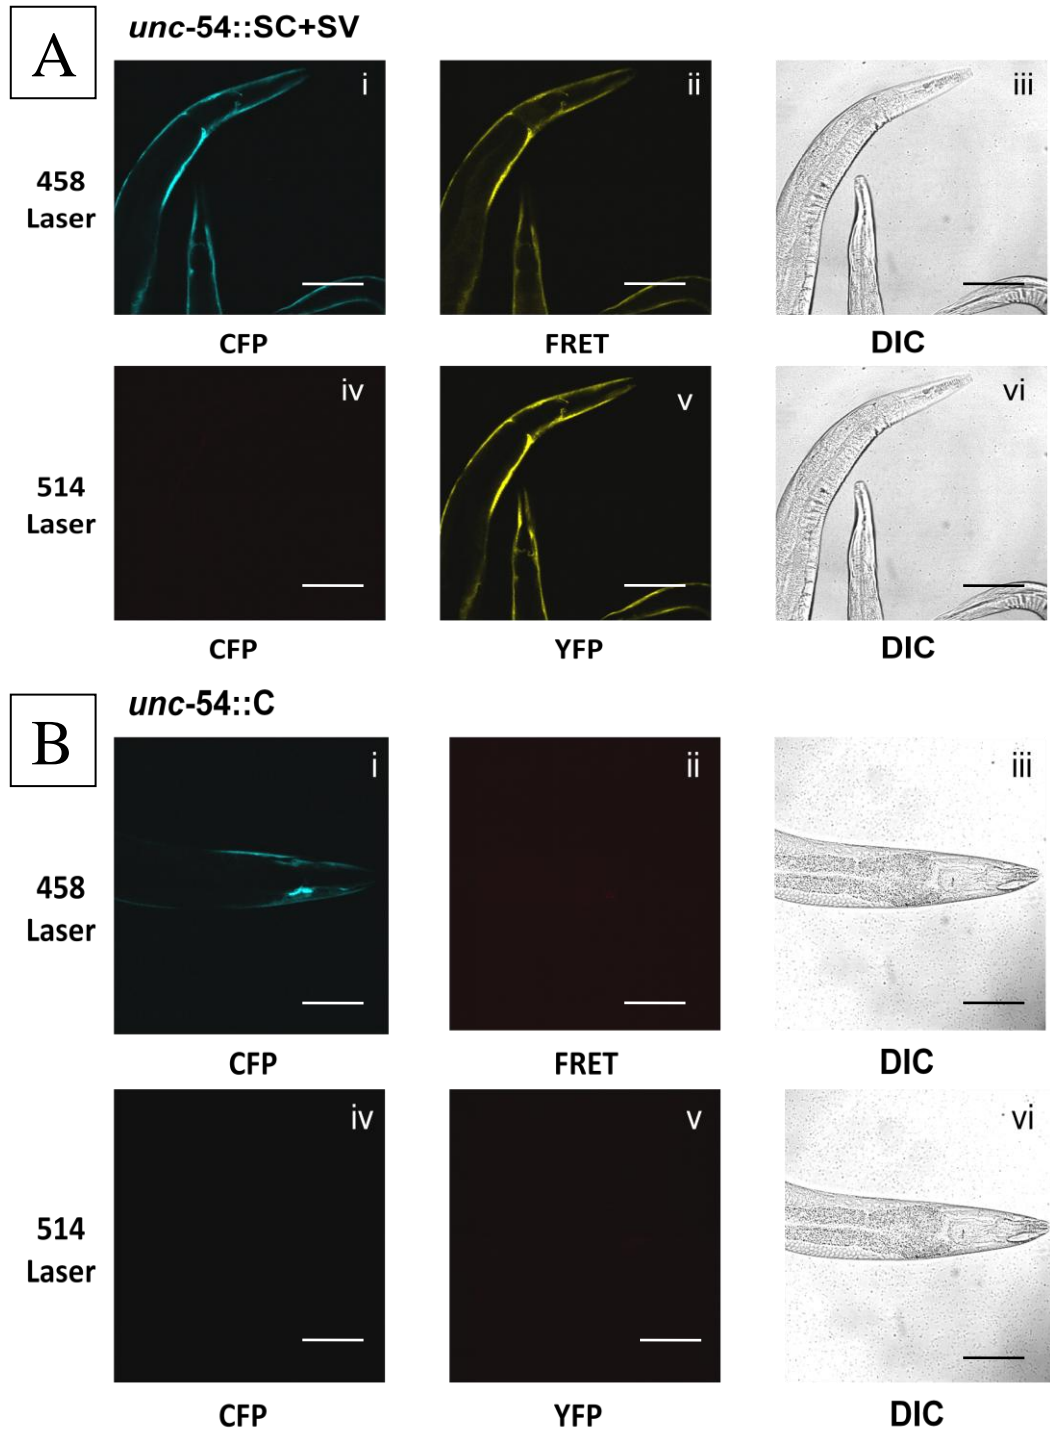 A
unc-54::SC+SV
458
Laser
i
ii
iii
CFP
FRET
DIC
514
Laser
iv
v
vi
CFP
YFP
DIC
B
unc-54::C
458
Laser
i
ii
iii
CFP
FRET
DIC
514
Laser
iv
v
vi
CFP
YFP
DIC